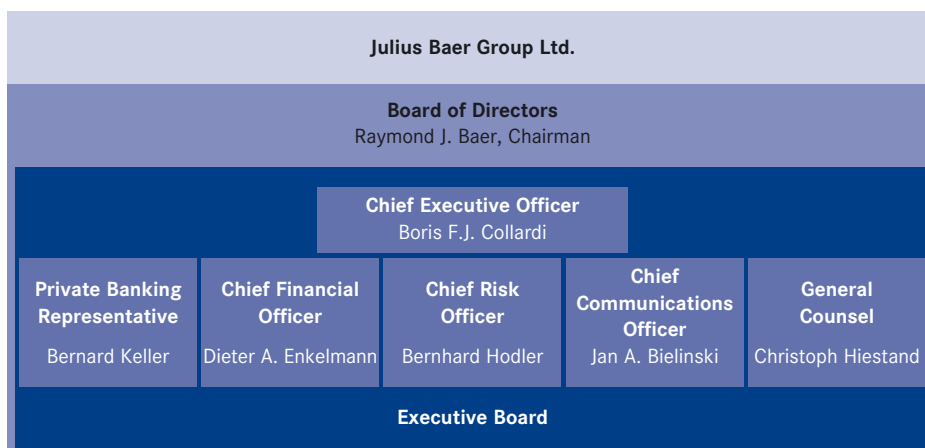 Julius Baer Group Ltd.
Board of Directors
Raymond J. Baer, Chairman
Chief Executive Officer
Boris F.J. Collardi
Private Banking
Representative
Bernard Keller
Chief Financial
Officer
Dieter A. Enkelmann
Chief Risk
Officer
Bernhard Hodler
Chief
Communications
Officer
Jan A. Bielinski
General
Counsel
Christoph Hiestand
Executive Board